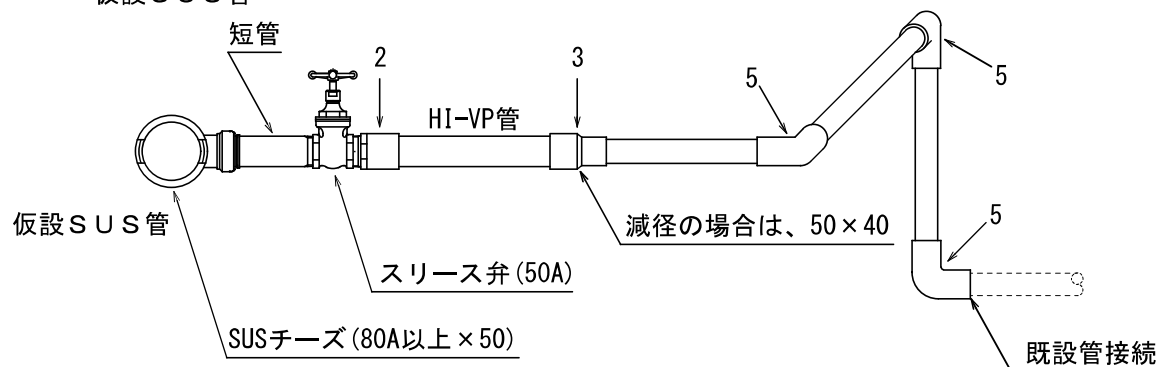 仮設ＳＵＳ管
短管
2
3
5
5
HI-VP管
仮設ＳＵＳ管
減径の場合は、50×40
5
スリース弁(50A)
SUSチーズ(80A以上×50)
既設管接続